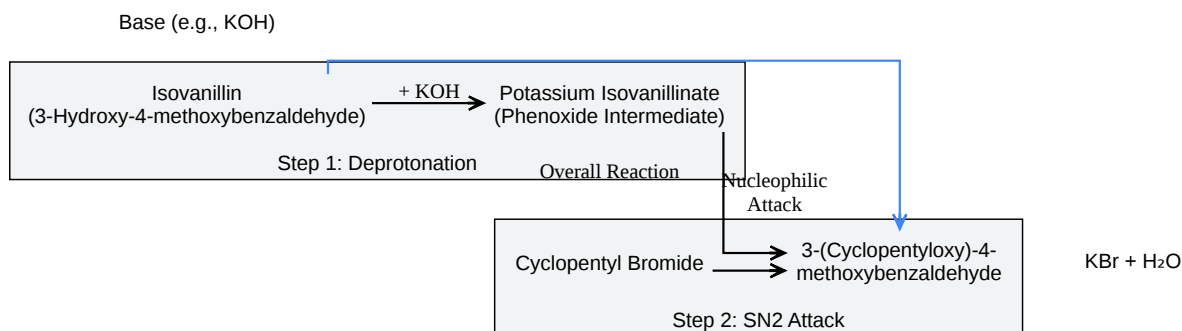 Base (e.g., KOH)
Isovanillin
(3-Hydroxy-4-methoxybenzaldehyde)
+ KOH
Potassium Isovanillinate
(Phenoxide Intermediate)
Step 1: Deprotonation
Overall Reaction
Nucleophilic
Attack
Cyclopentyl Bromide
3-(Cyclopentyloxy)-4-
methoxybenzaldehyde
KBr + H₂O
Step 2: SN2 Attack